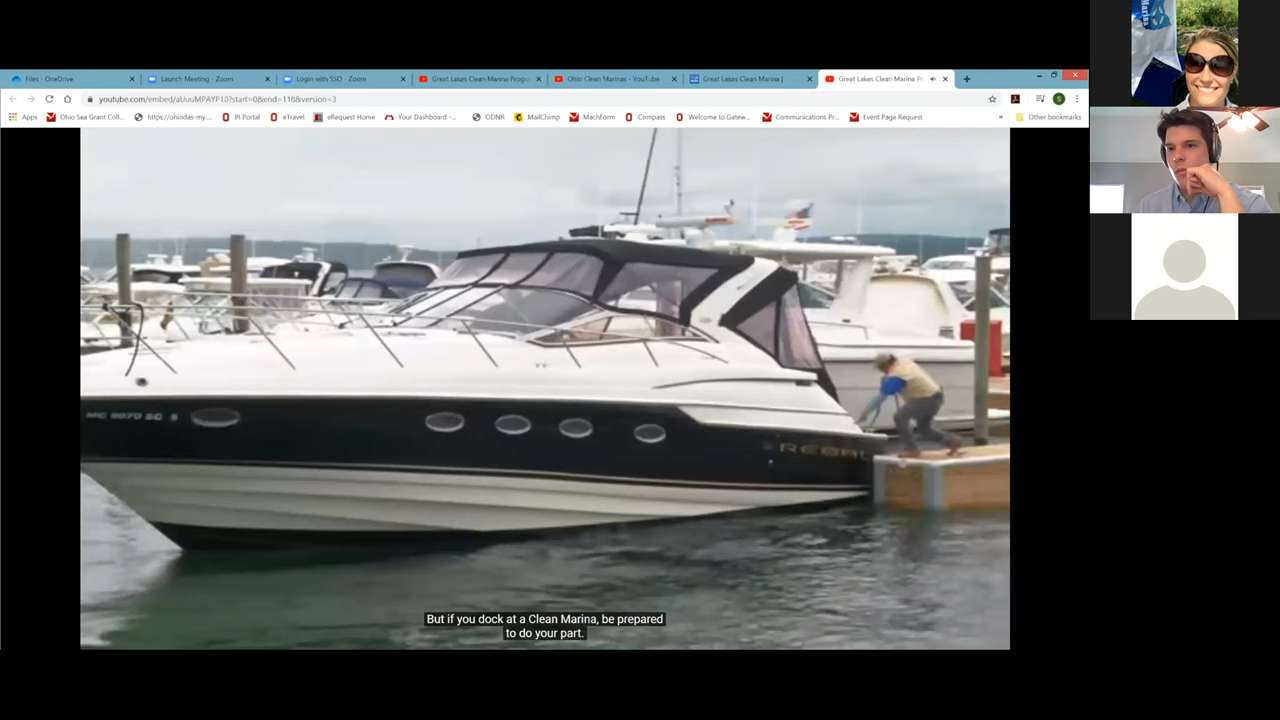 Files - OneDrive
Launch Meeting - Zoom
Login with SSO - Zoom
Great Lakes Clean Marina Progr
Ohio Clean Marinas - YouTube
Great Lakes Clean Marina |
Great Lakes Clean Marina Pr
youtube.com/embed/aUuuMPAYP10?start=0&end=118&version=3
S
Apps
Ohio Sea Grant Coll...
https://ohiodas-my....
PI Portal
eTravel
eRequest Home
Your Dashboard -...
ODNR
MailChimp
MachForm
Compass
Welcome to Gatew...
Communications Pr...
Event Page Request
»
Other bookmarks
Marina
MC 9070 SC
REGAL
But if you dock at a Clean Marina, be prepared
to do your part.